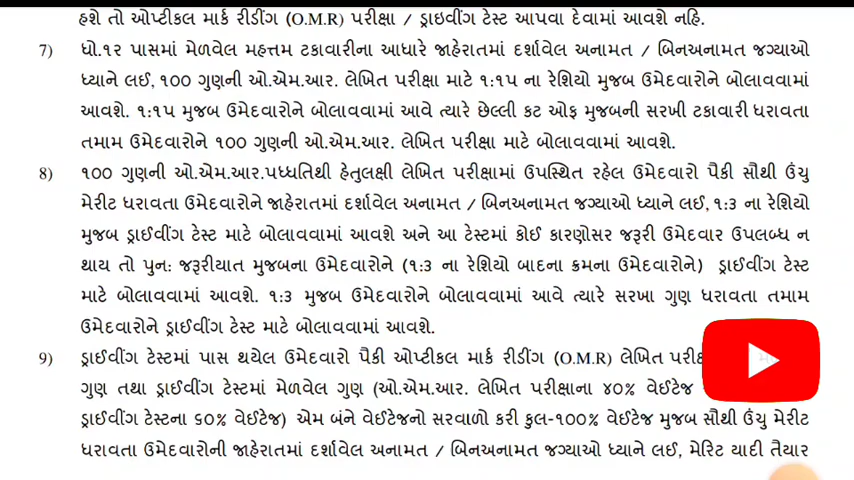 હશે તો ઓપ્ટીકલ માર્ક રીડીંગ (O.M.R) પરીક્ષા / ડ્રાઇવીંગ ટેસ્ટ આપવા દેવામાં આવશે નહિ.
7) ધો.૧૨ પાસમાં મેળવેલ મહત્તમ ટકાવારીના આધારે જાહેરાતમાં દર્શાવેલ અનામત / બિનઅનામત જગ્યાઓ
ધ્યાને લઈ, ૧૦૦ ગુણની ઓ.એમ.આર. લેખિત પરીક્ષા માટે ૧:૧૫ ના રેશિયો મુજબ ઉમેદવારોને બોલાવવામાં
આવશે. ૧:૧૫ મુજબ ઉમેદવારોને બોલાવવામાં આવે ત્યારે છેલ્લી કટ ઓફ મુજબની સરખી ટકાવારી ધરાવતા
તમામ ઉમેદવારોને ૧૦૦ ગુણની ઓ.એમ.આર. લેખિત પરીક્ષા માટે બોલાવવામાં આવશે.
8) ૧૦૦ ગુણની ઓ.એમ.આર.પધ્ધતિથી હેતુલક્ષી લેખિત પરીક્ષામાં ઉપસ્થિત રહેલ ઉમેદવારો પૈકી સૌથી ઉંચુ
મેરીટ ધરાવતા ઉમેદવારોને જાહેરાતમાં દર્શાવેલ અનામત / બિનઅનામત જગ્યાઓ ધ્યાને લઈ, ૧:૩ ના રેશિયો
મુજબ ડ્રાઈવીંગ ટેસ્ટ માટે બોલાવવામાં આવશે અને આ ટેસ્ટમાં કોઈ કારણોસર જરૂરી ઉમેદવાર ઉપલબ્ધ ન
થાય તો પુન: જરૂરીયાત મુજબના ઉમેદવારોને (૧:૩ ના રેશિયો બાદના ક્રમના ઉમેદવારોને) ડ્રાઈવીંગ ટેસ્ટ
માટે બોલાવવામાં આવશે. ૧:૩ મુજબ ઉમેદવારોને બોલાવવામાં આવે ત્યારે સરખા ગુણ ધરાવતા તમામ
ઉમેદવારોને ડ્રાઈવીંગ ટેસ્ટ માટે બોલાવવામાં આવશે.
9) ડ્રાઈવીંગ ટેસ્ટમાં પાસ થયેલ ઉમેદવારો પૈકી ઓપ્ટીકલ માર્ક રીડીંગ (O.M.R) લેખિત
ગુણ તથા ડ્રાઈવીંગ ટેસ્ટમાં મેળવેલ ગુણ (ઓ.એમ.આર. લેખિત પરીક્ષાના ૪૦% વેઈટેજ
ડ્રાઈવીંગ ટેસ્ટના ૬૦% વેઈટેજ) એમ બંને વેઈટેજનો સરવાળો કરી કુલ-૧૦૦% વેઈટેજ મુજબ સૌથી ઉંચુ મેરીટ
ધરાવતા ઉમેદવારોની જાહેરાતમાં દર્શાવેલ અનામત / બિનઅનામત જગ્યાઓ ધ્યાને લઈ, મેરિટ યાદી તૈયાર